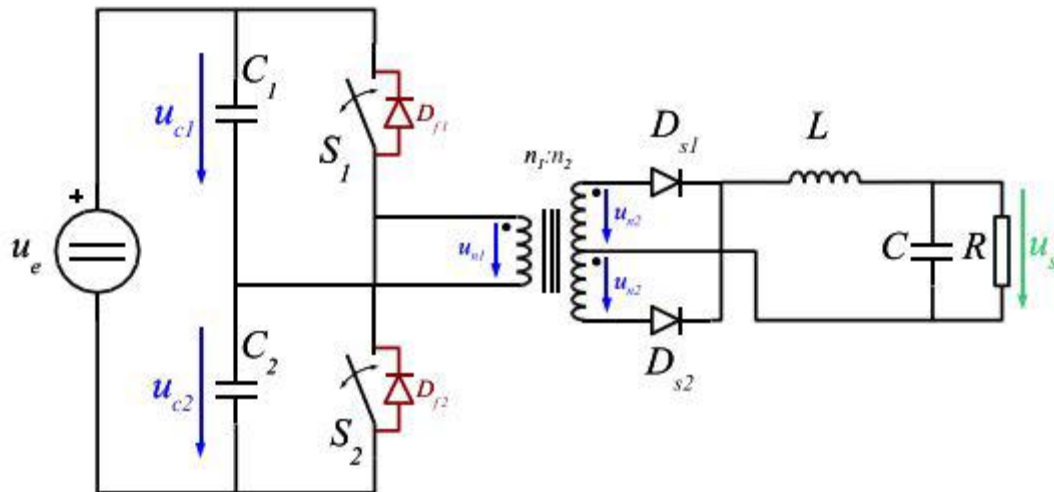 C1
uc1
S1
Df1
+
ue
n1:n2
un1
un2
un2
Ds1
L
C
R
us
Ds2
C2
uc2
S2
Df2